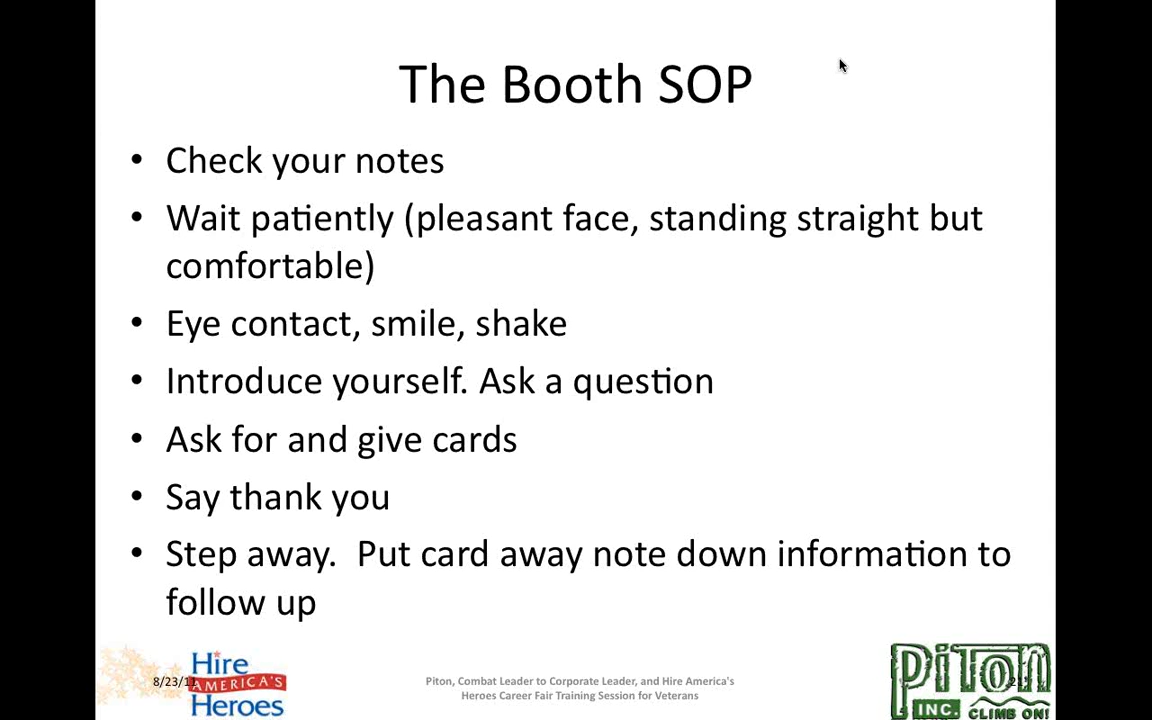 The Booth SOP
• Check your notes
• Wait patiently (pleasant face, standing straight but
comfortable)
• Eye contact, smile, shake
• Introduce yourself. Ask a question
• Ask for and give cards
• Say thank you
• Step away.  Put card away note down information to
follow up
8/23/11
Hire
AMERICA'S
Heroes
Piton, Combat Leader to Corporate Leader, and Hire America's
Heroes Career Fair Training Session for Veterans
PitOn
INC. CLIMB ON!